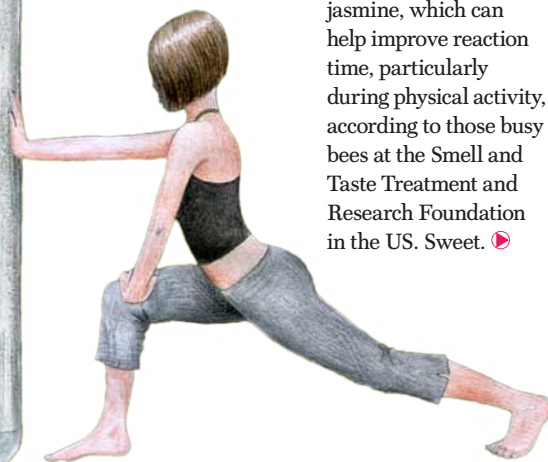 jasmine, which can
help improve reaction
time, particularly
during physical activity,
according to those busy
bees at the Smell and
Taste Treatment and
Research Foundation
in the US. Sweet.